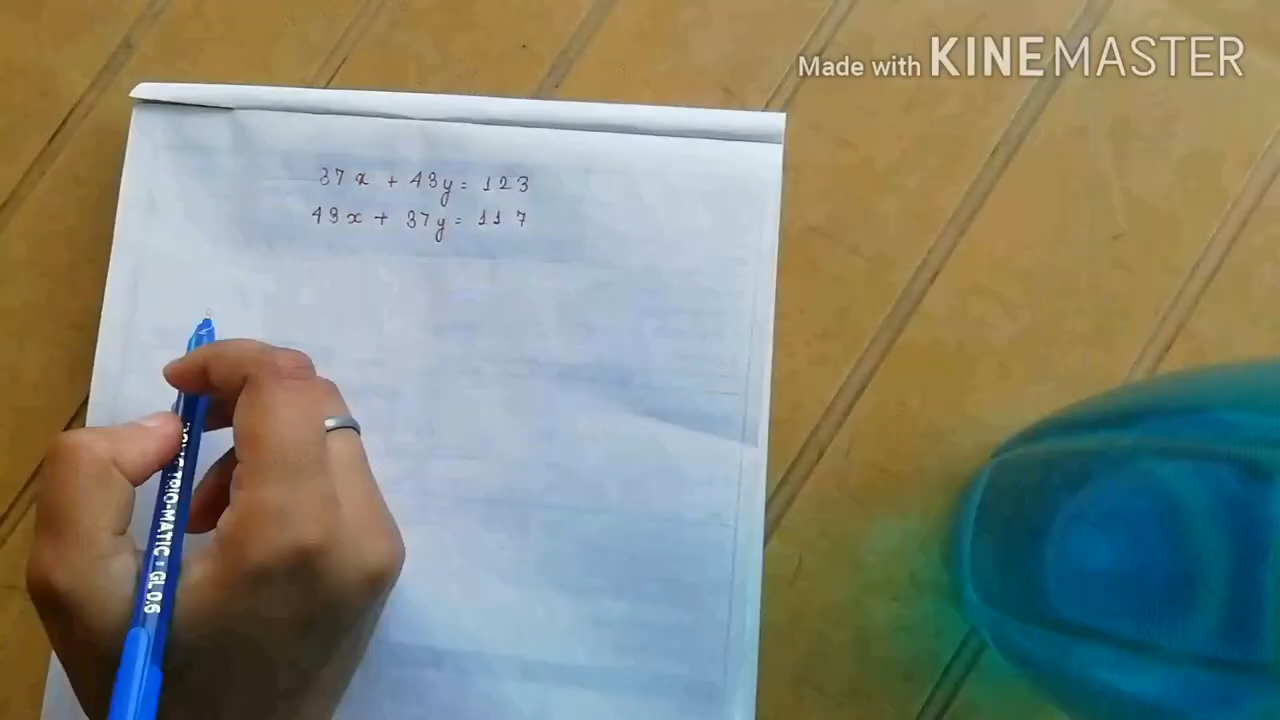 Made with KINEMASTER
37x + 43y = 123
43x + 37y = 117
TRIO-MATIC GL 0.6